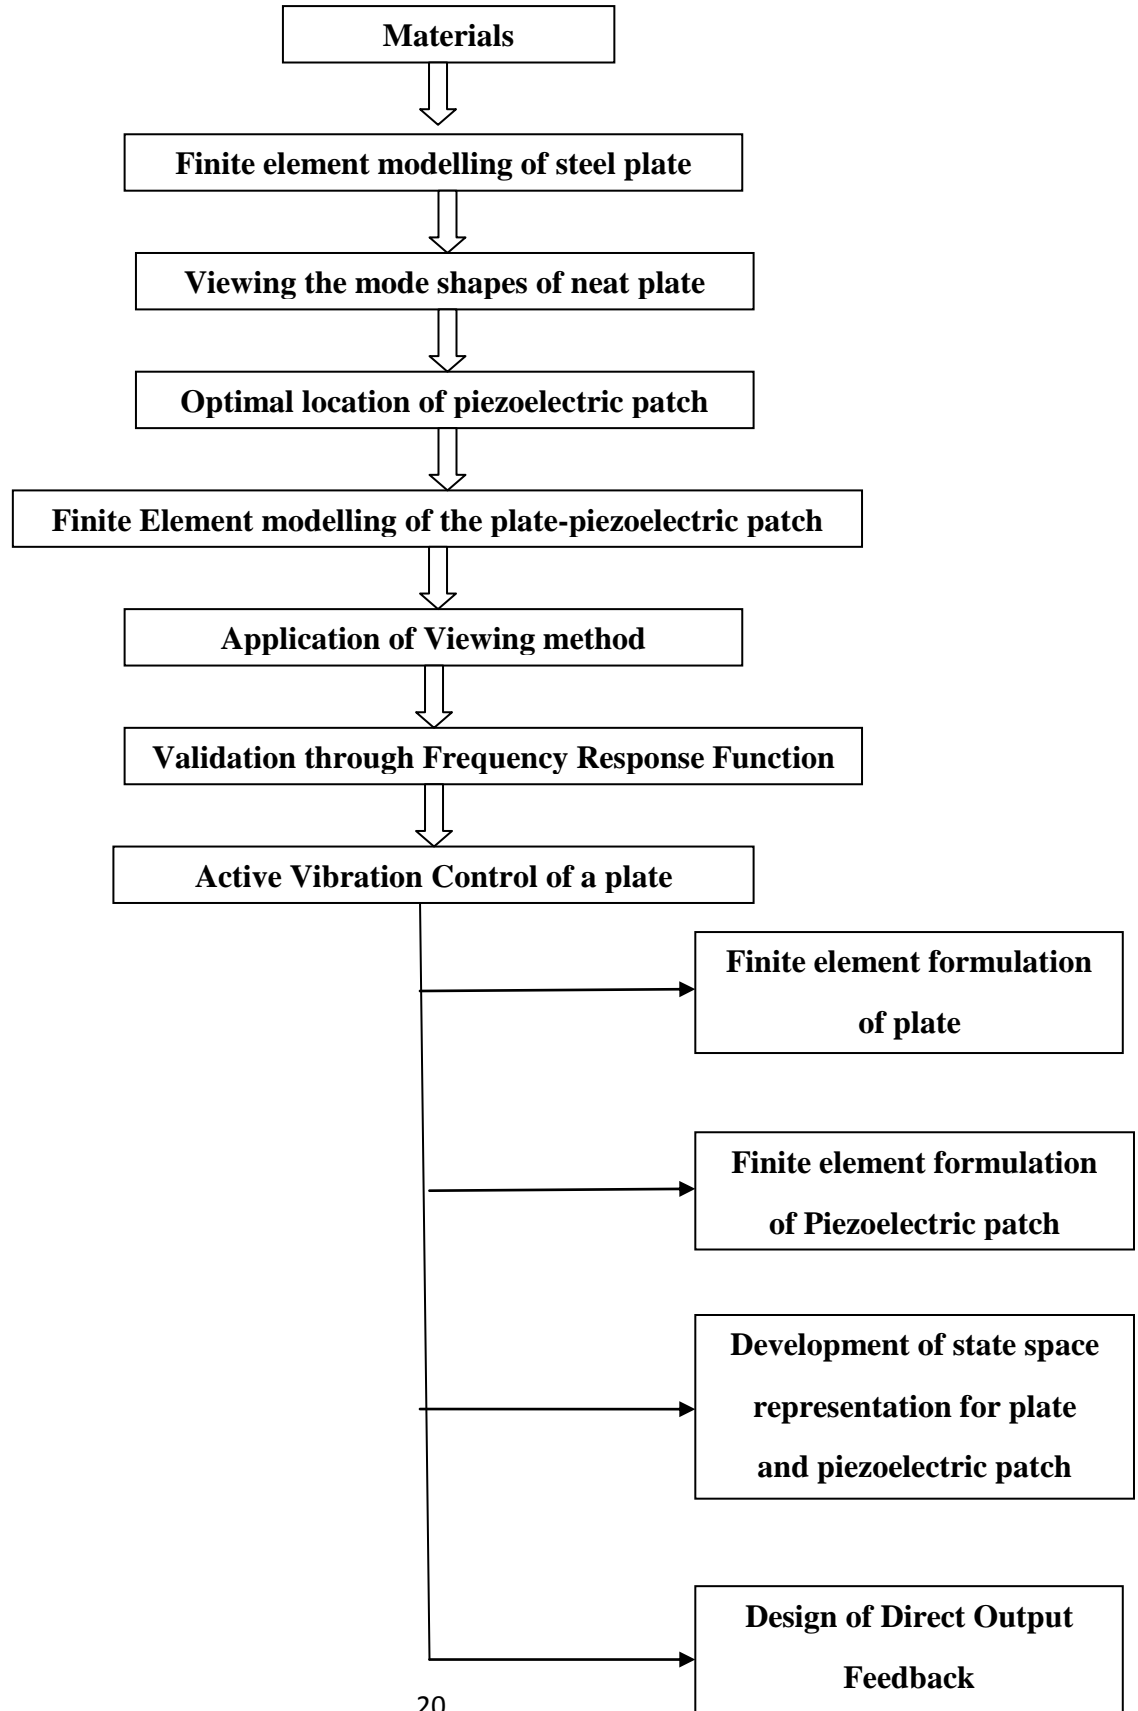 Materials
Finite element modelling of steel plate
Viewing the mode shapes of neat plate
Optimal location of piezoelectric patch
Finite Element modelling of the plate-piezoelectric patch
Application of Viewing method
Validation through Frequency Response Function
Active Vibration Control of a plate
Finite element formulation
of plate
Finite element formulation
of Piezoelectric patch
Development of state space
representation for plate
and piezoelectric patch
Design of Direct Output
Feedback
20